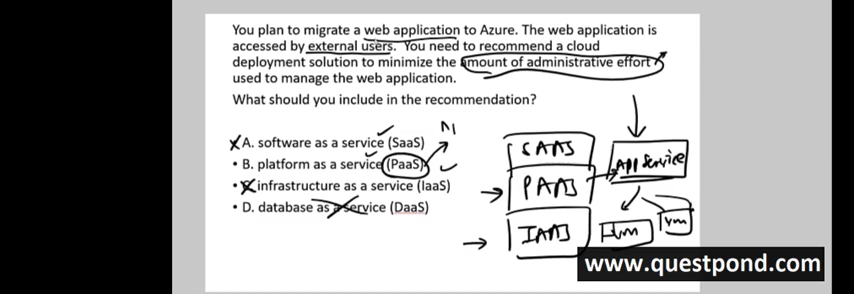 You plan to migrate a web application to Azure. The web application is
accessed by external users. You need to recommend a cloud
deployment solution to minimize the amount of administrative effort
used to manage the web application.
What should you include in the recommendation?
A. software as a service (SaaS)
• B. platform as a service (PaaS)
• infrastructure as a service (IaaS)
• D. database as a service (DaaS)
SAAS
PAAS
IAAS
App Service
VM
www.questpond.com